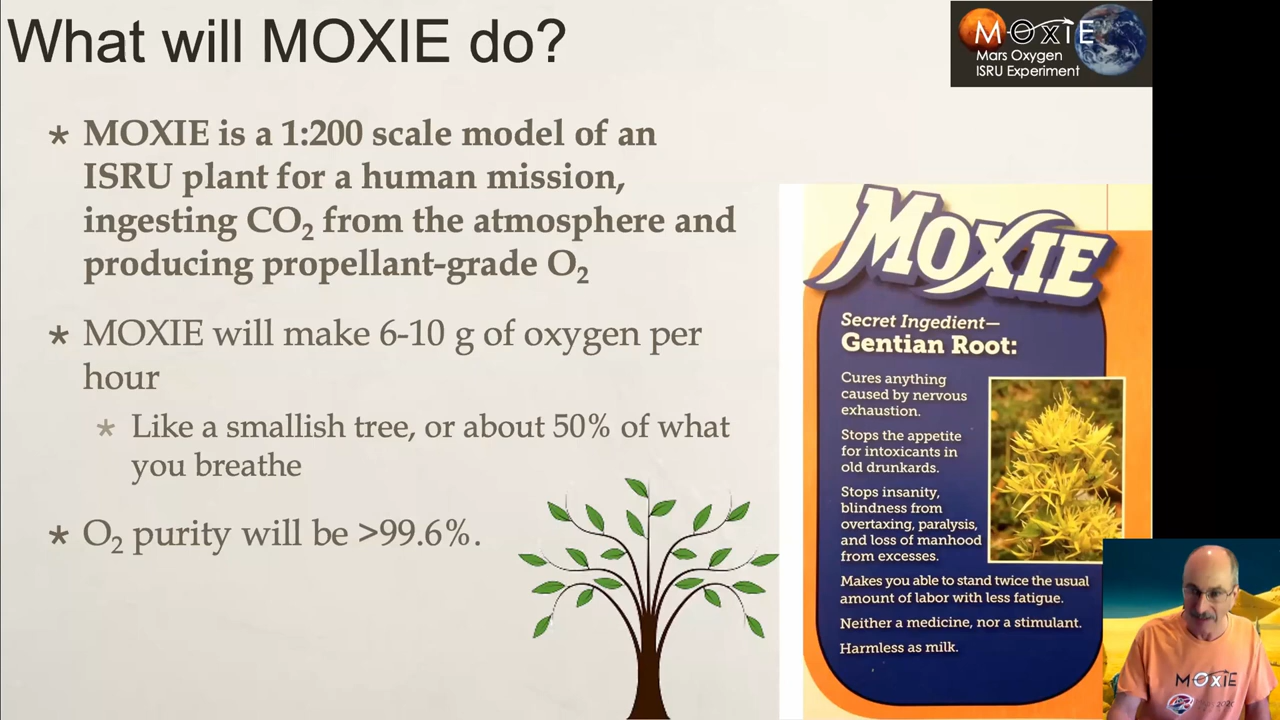 What will MOXIE do?
MOXIE
Mars Oxygen
ISRU Experiment
* MOXIE is a 1:200 scale model of an
ISRU plant for a human mission,
ingesting CO₂ from the atmosphere and
producing propellant-grade O₂
* MOXIE will make 6-10 g of oxygen per
hour
* Like a smallish tree, or about 50% of what
you breathe
* O₂ purity will be >99.6%.
MOXIE
Secret Ingedient—
Gentian Root:
Cures anything
caused by nervous
exhaustion.
Stops the appetite
for intoxicants in
old drunkards.
Stops insanity,
blindness from
overtaxing, paralysis,
and loss of manhood
from excesses.
Makes you able to stand twice the usual
amount of labor with less fatigue.
Neither a medicine, nor a stimulant.
Harmless as milk.
MOXIE